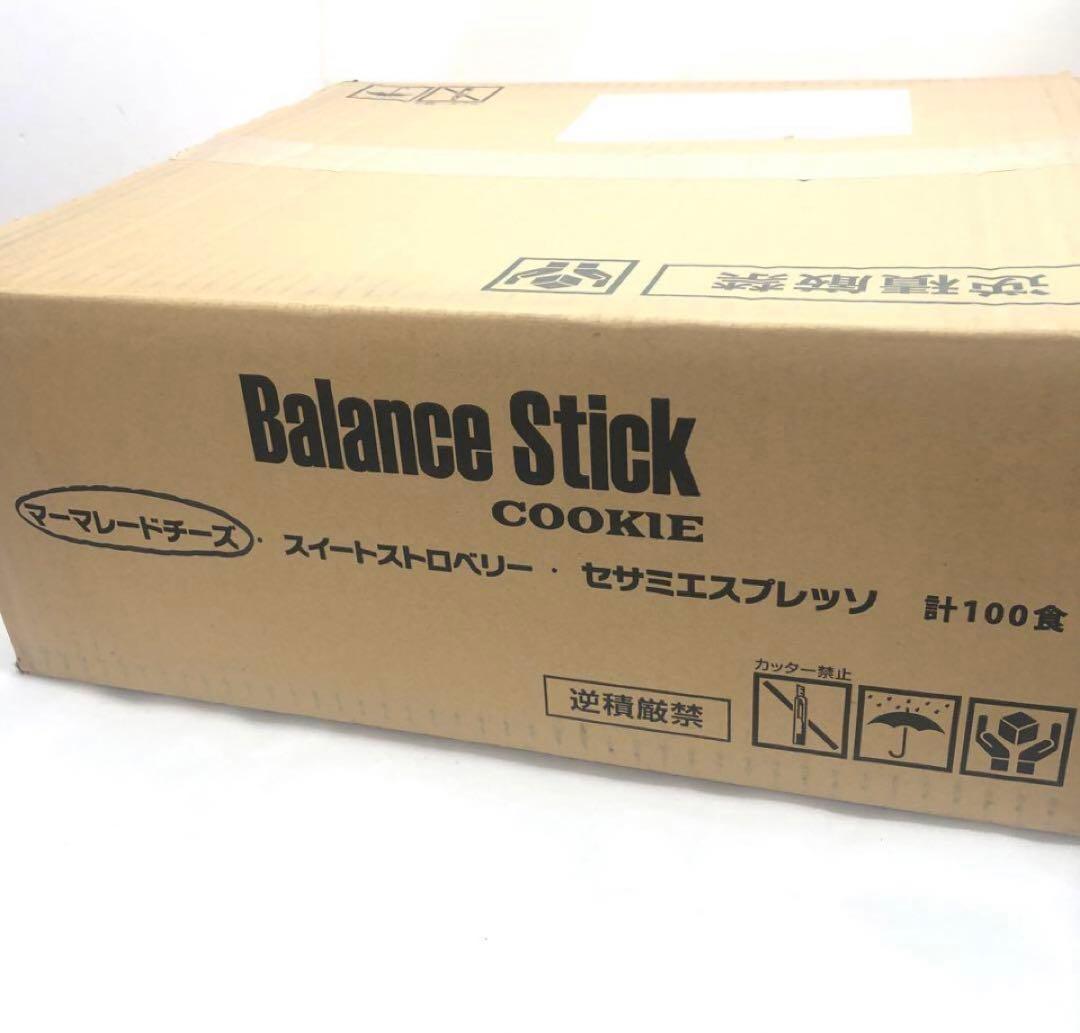 逆積厳禁
Balance Stick
COOKIE
マーマレードチーズ・スイートストロベリー・セサミエスプレッソ 計100食
カッター禁止
逆積厳禁